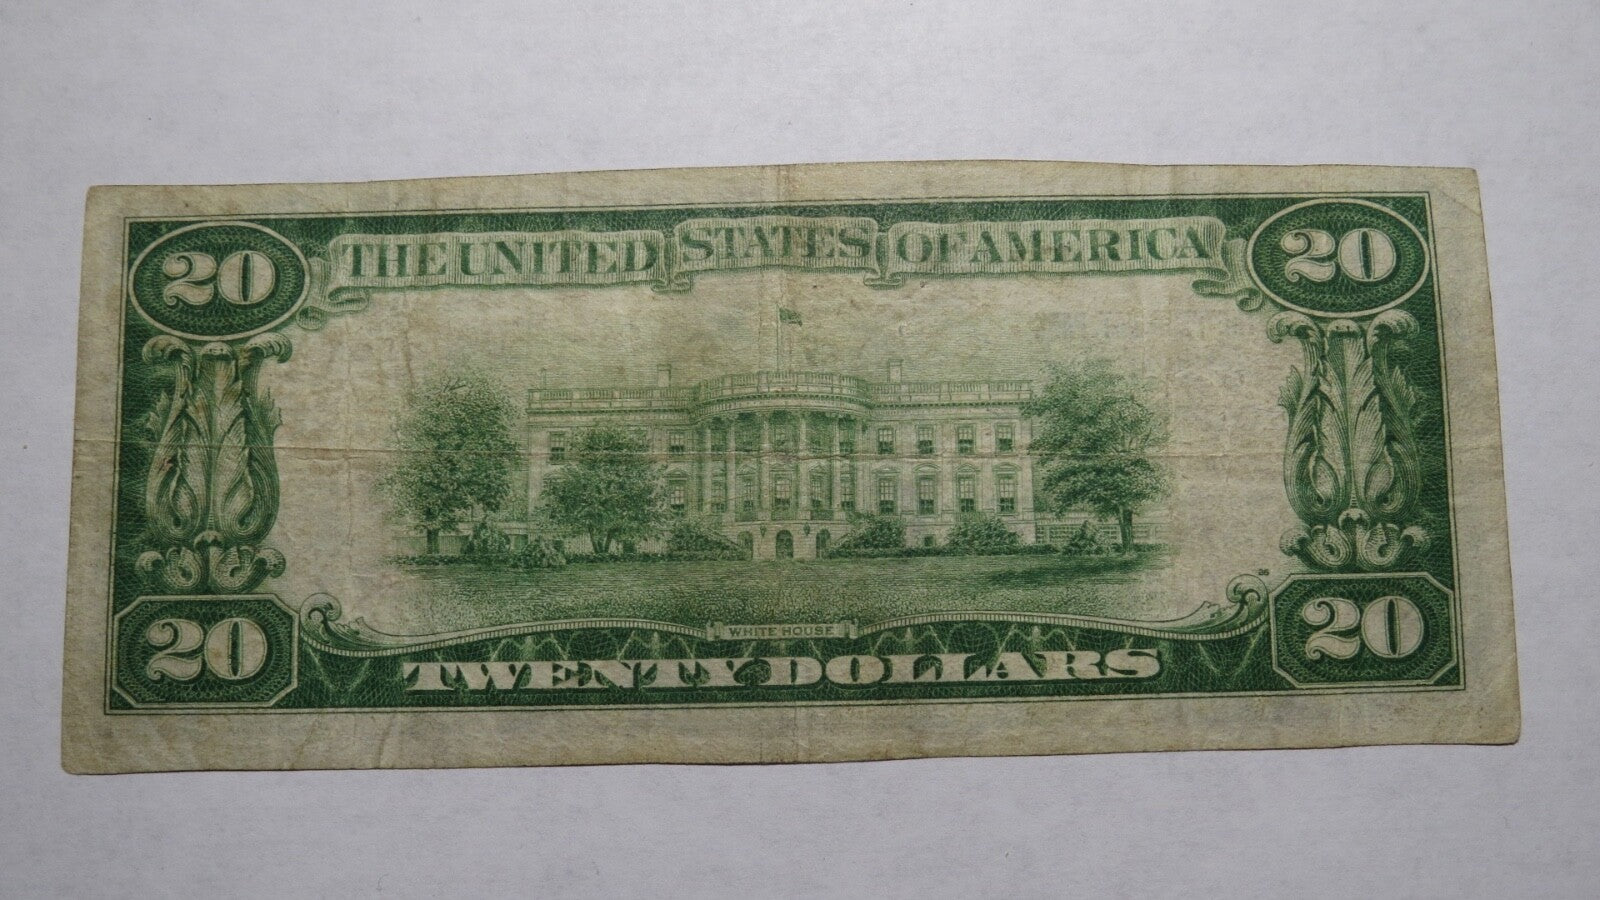 20 THE UNITED STATES OF AMERICA 20
WHITE HOUSE
20 TWENTY DOLLARS 20